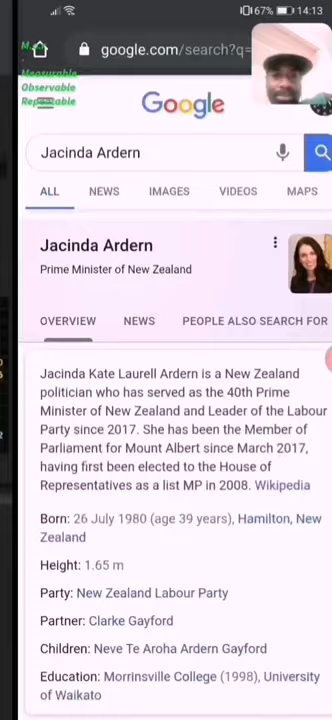 67% 14:13
google.com/search?q=
Measurable
Observable
Repeatable
Google
Jacinda Ardern
ALL NEWS IMAGES VIDEOS MAPS
Jacinda Ardern
Prime Minister of New Zealand
OVERVIEW NEWS PEOPLE ALSO SEARCH FOR
Jacinda Kate Laurell Ardern is a New Zealand
politician who has served as the 40th Prime
Minister of New Zealand and Leader of the Labour
Party since 2017. She has been the Member of
Parliament for Mount Albert since March 2017,
having first been elected to the House of
Representatives as a list MP in 2008. Wikipedia
Born: 26 July 1980 (age 39 years), Hamilton, New
Zealand
Height: 1.65 m
Party: New Zealand Labour Party
Partner: Clarke Gayford
Children: Neve Te Aroha Ardern Gayford
Education: Morrinsville College (1998), University
of Waikato